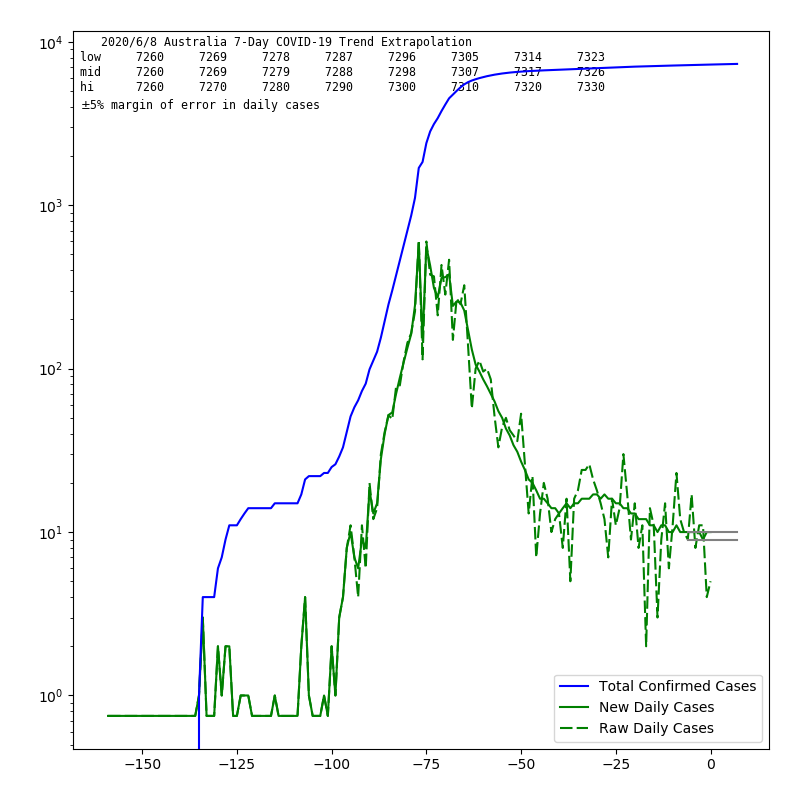 2020/6/8 Australia 7-Day COVID-19 Trend Extrapolation
low 7260 7269 7278 7287 7296 7305 7314 7323
mid 7260 7269 7279 7288 7298 7307 7317 7326
hi 7260 7270 7280 7290 7300 7310 7320 7330
±5% margin of error in daily cases
10⁴
10³
10²
10¹
10⁰
Total Confirmed Cases
New Daily Cases
Raw Daily Cases
−150 −125 −100 −75 −50 −25 0